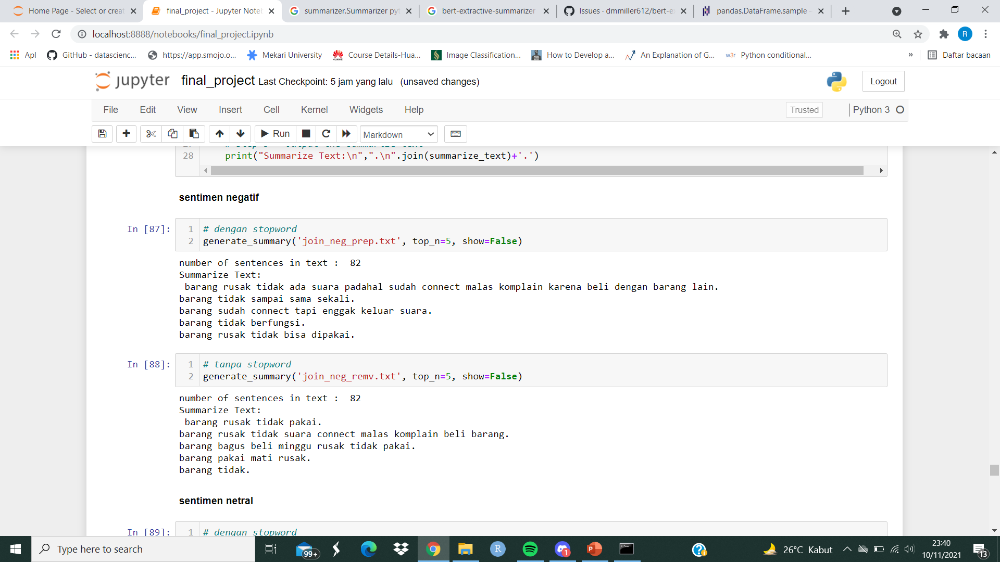 Home Page - Select or creat
final_project - Jupyter Note
summarizer.Summarizer py
bert-extractive-summarizer
Issues · dmmiller612/bert-e
pandas.DataFrame.sample -
localhost:8888/notebooks/final_project.ipynb
R
Apl
GitHub - datascienc...
https://app.smojo.o...
Mekari University
HUAWEI
Course Details-Hua...
Image Classification...
How to Develop a...
An Explanation of G...
w3r
Python conditional...
»
Daftar bacaan
jupyter
final_project Last Checkpoint: 5 jam yang lalu (unsaved changes)
Logout
File Edit View Insert Cell Kernel Widgets Help
Trusted
Python 3
Run
Markdown
28 print("Summarize Text:\n",".\n".join(summarize_text)+'.')
sentimen negatif
In [87]:
1 # dengan stopword
2 generate_summary('join_neg_prep.txt', top_n=5, show=False)
number of sentences in text :  82
Summarize Text:
barang rusak tidak ada suara padahal sudah connect malas komplain karena beli dengan barang lain.
barang tidak sampai sama sekali.
barang sudah connect tapi enggak keluar suara.
barang tidak berfungsi.
barang rusak tidak bisa dipakai.
In [88]:
1 # tanpa stopword
2 generate_summary('join_neg_remv.txt', top_n=5, show=False)
number of sentences in text :  82
Summarize Text:
barang rusak tidak pakai.
barang rusak tidak suara connect malas komplain beli barang.
barang bagus beli minggu rusak tidak pakai.
barang pakai mati rusak.
barang tidak.
sentimen netral
In [89]:
1 # dengan stopword
Type here to search
99+
R
1
P
26°C Kabut
23:40
10/11/2021
13